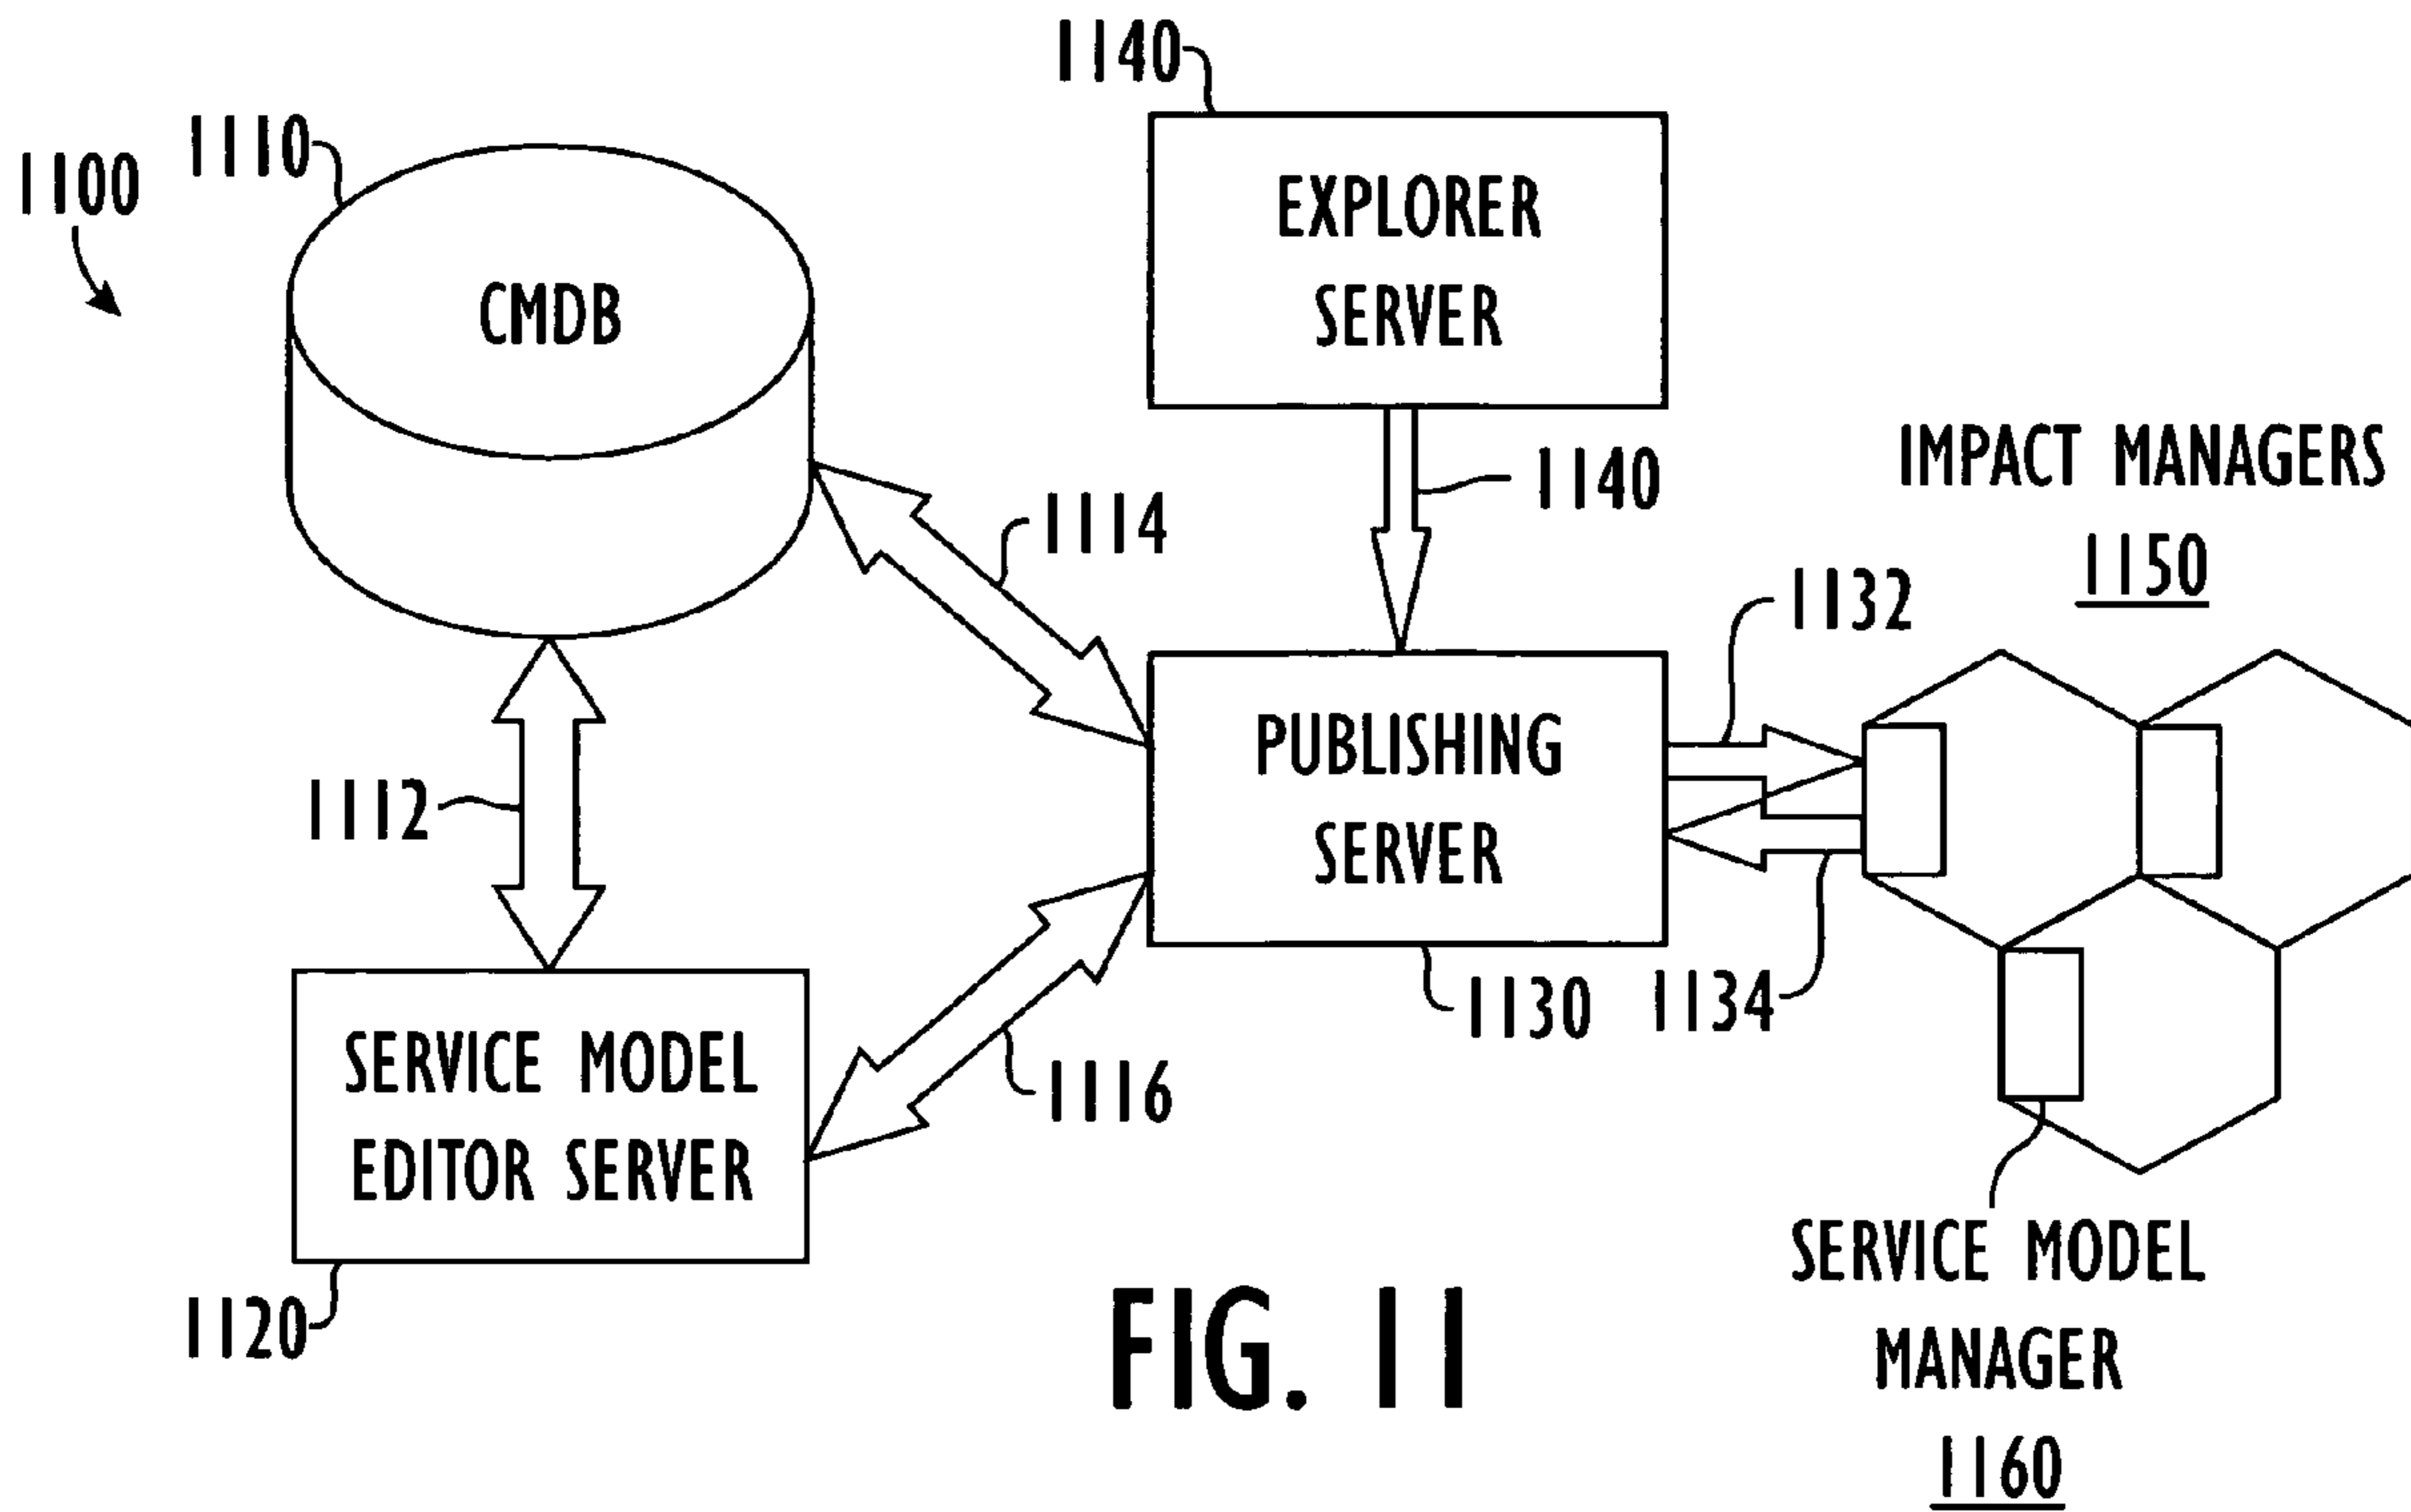 1140
1110
1100
EXPLORER
SERVER
CMDB
IMPACT MANAGERS
1150
1140
1114
1132
PUBLISHING
SERVER
1112
1130
1134
SERVICE MODEL
EDITOR SERVER
1116
1120
SERVICE MODEL
MANAGER
1160
FIG. 11